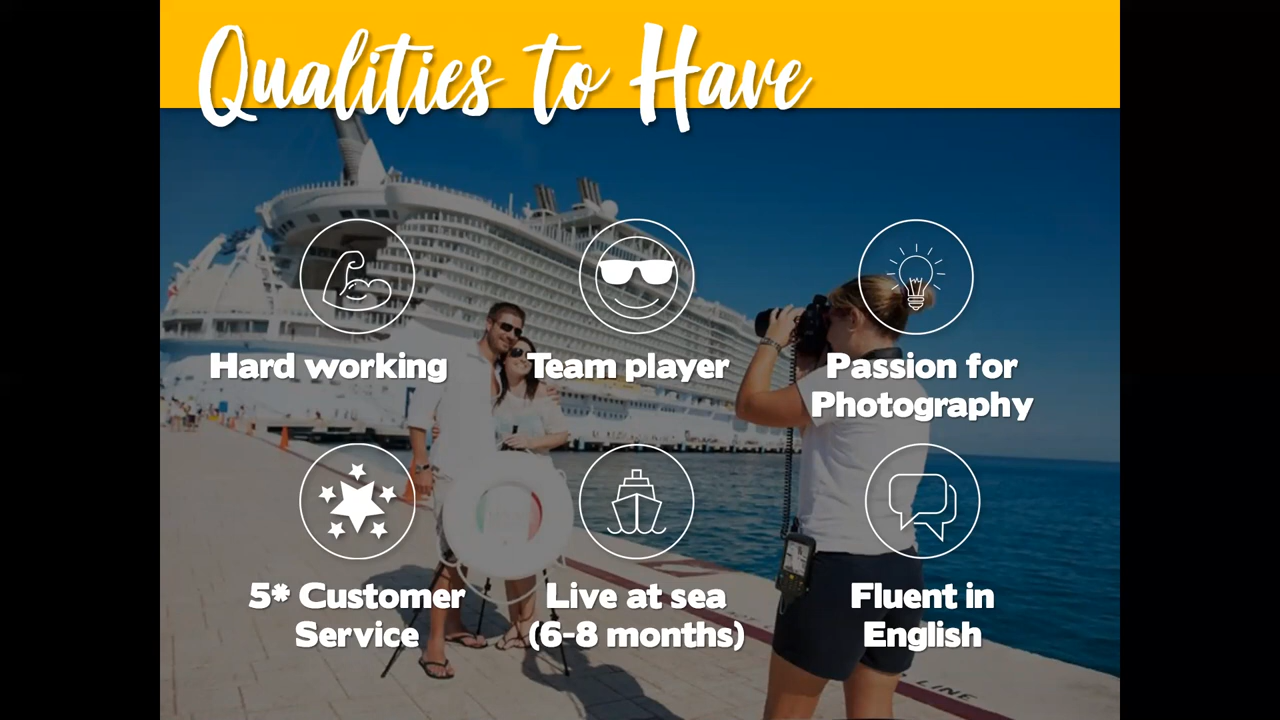 Qualities to Have
Hard working
Team player
Passion for
Photography
5* Customer
Service
Live at sea
(6-8 months)
Fluent in
English
LINE